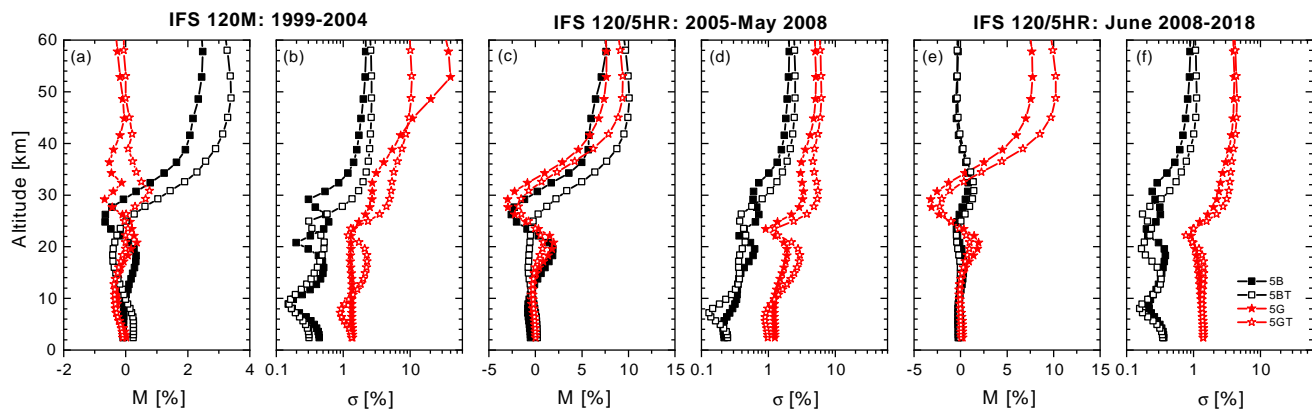 IFS 120M: 1999-2004 IFS 120/5HR: 2005-May 2008 IFS 120/5HR: June 2008-2018
(a) (b) (c) (d) (e) (f)
60
50
40
30
20
10
0
Altitude [km]
5B
5BT
5G
5GT
-2 0 2 4 0.1 1 10 -5 0 5 10 15 0.1 1 10 -5 0 5 10 15 0.1 1 10
M [%] σ [%] M [%] σ [%] M [%] σ [%]